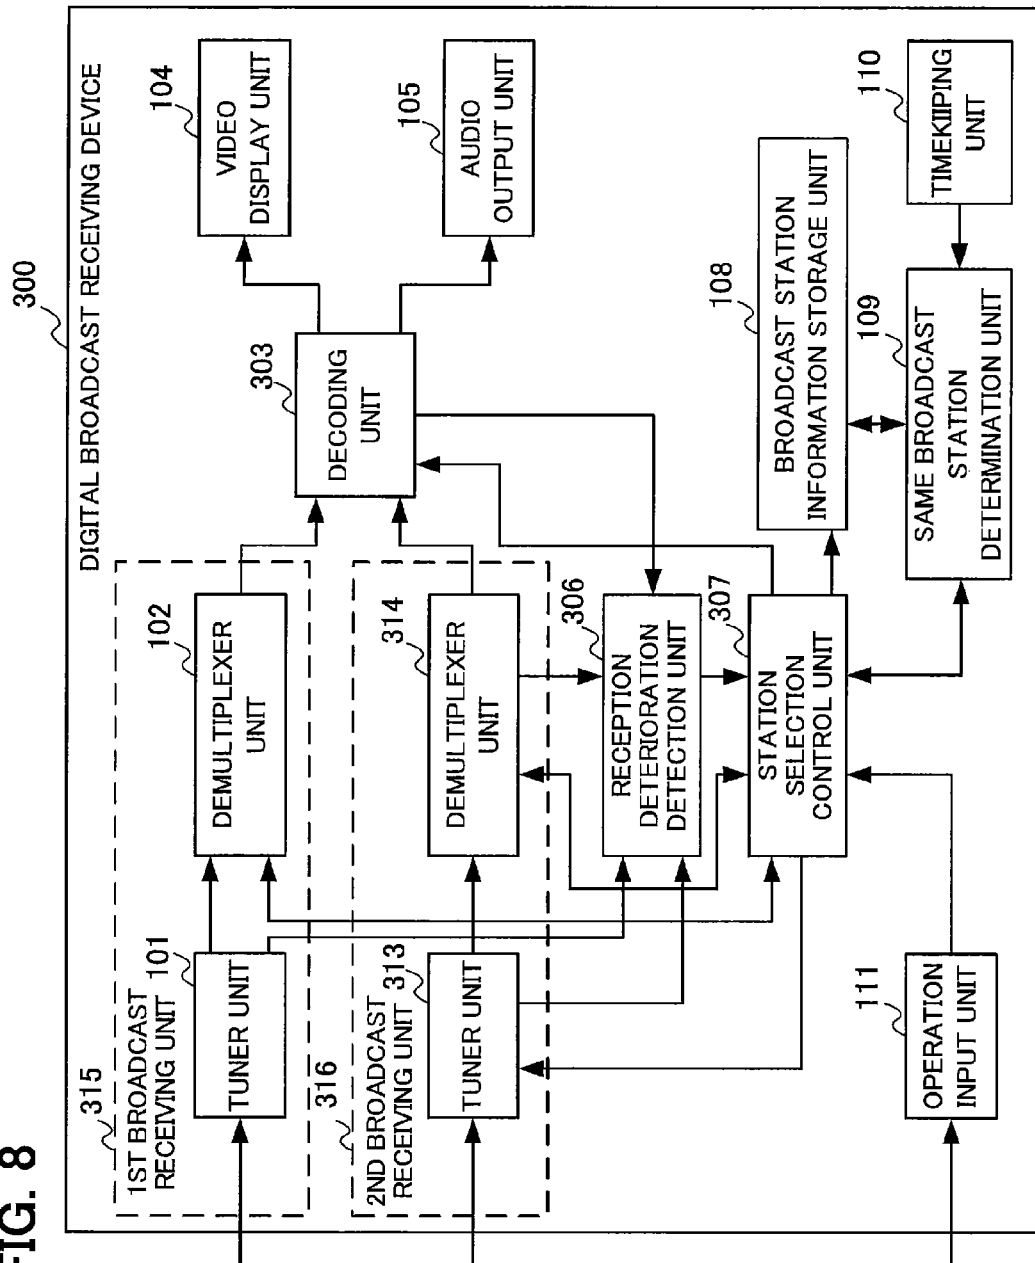 FIG. 8
300
DIGITAL BROADCAST RECEIVING DEVICE
315
1ST BROADCAST
RECEIVING UNIT
101
TUNER UNIT
102
DEMULTIPLEXER
UNIT
316
2ND BROADCAST
RECEIVING UNIT
313
TUNER UNIT
314
DEMULTIPLEXER
UNIT
303
DECODING
UNIT
104
VIDEO
DISPLAY UNIT
105
AUDIO
OUTPUT UNIT
306
RECEPTION
DETERIORATION
DETECTION UNIT
307
STATION
SELECTION
CONTROL UNIT
108
BROADCAST STATION
INFORMATION STORAGE UNIT
109
SAME BROADCAST
STATION
DETERMINATION UNIT
110
TIMEKIIPING
UNIT
111
OPERATION
INPUT UNIT